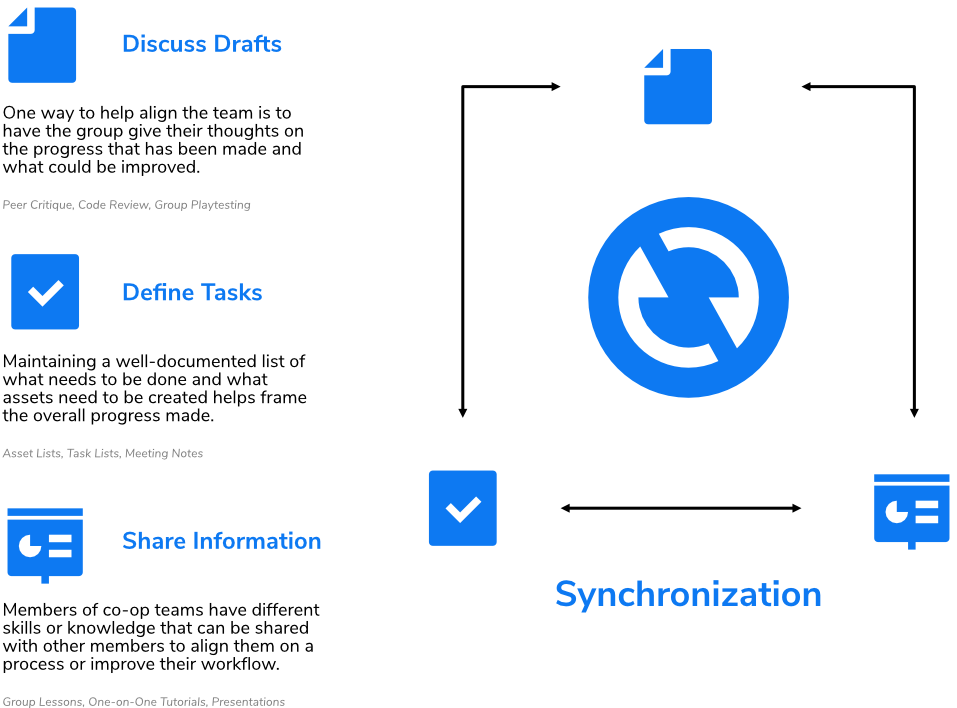 Discuss Drafts
One way to help align the team is to
have the group give their thoughts on
the progress that has been made and
what could be improved.
Peer Critique, Code Review, Group Playtesting
Define Tasks
Maintaining a well-documented list of
what needs to be done and what
assets need to be created helps frame
the overall progress made.
Asset Lists, Task Lists, Meeting Notes
Share Information
Members of co-op teams have different
skills or knowledge that can be shared
with other members to align them on a
process or improve their workflow.
Group Lessons, One-on-One Tutorials, Presentations
Synchronization